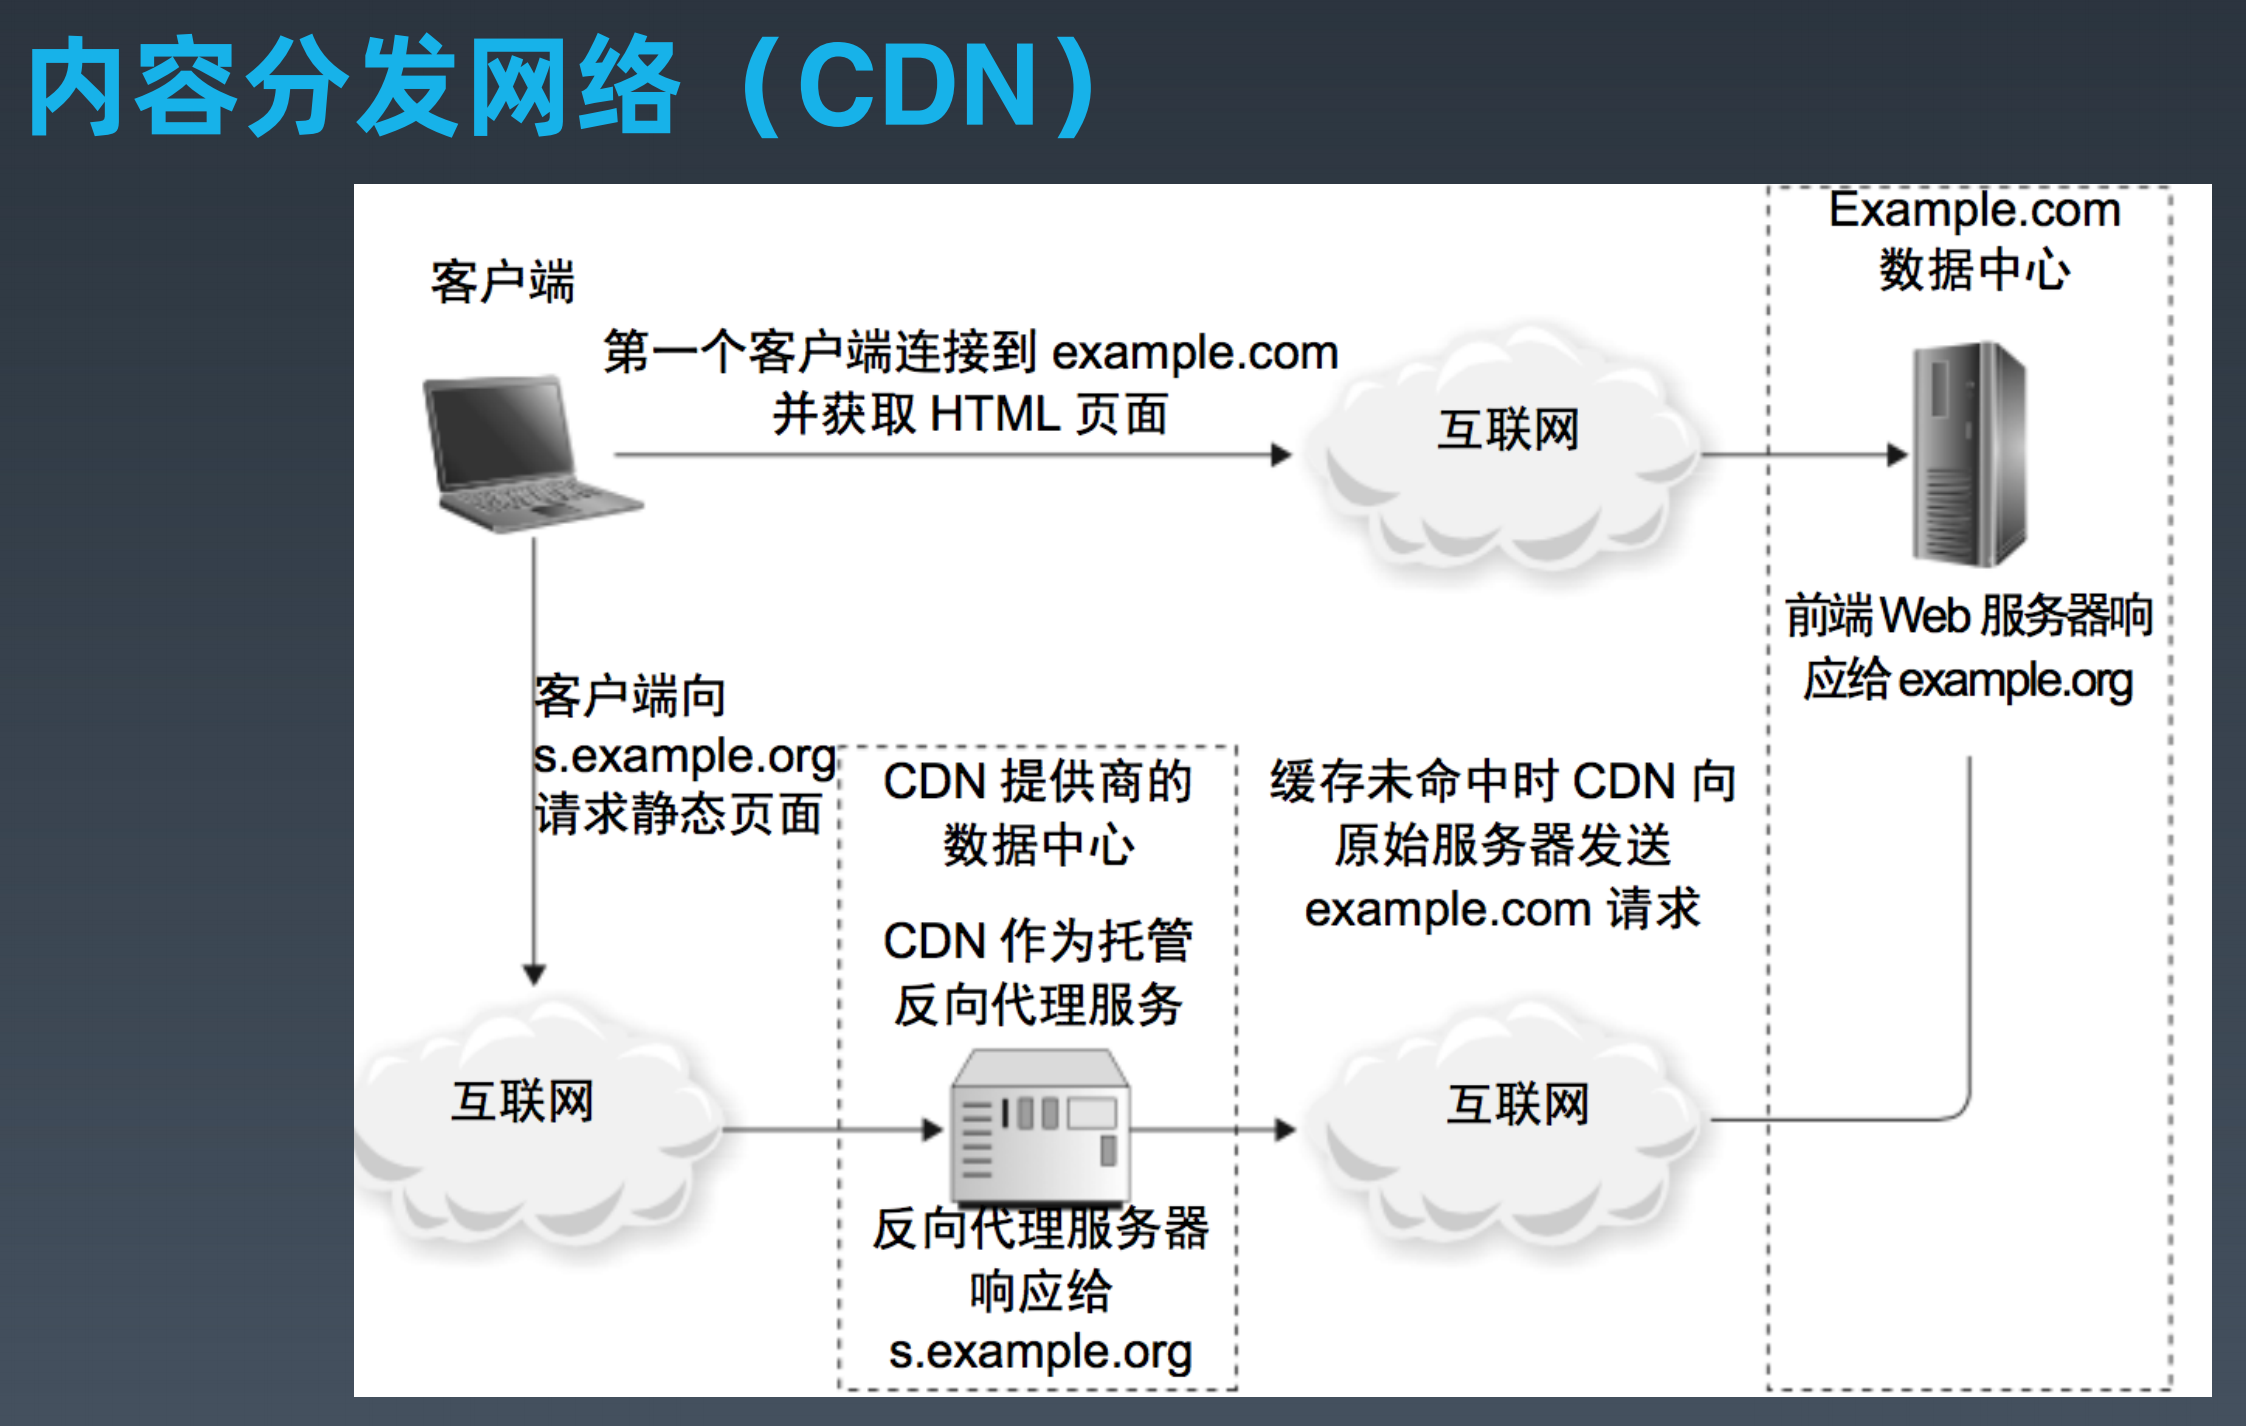 内容分发网络（CDN）
Example.com
数据中心
客户端
第一个客户端连接到 example.com
并获取 HTML 页面
互联网
前端 Web 服务器响
应给 example.org
客户端向
s.example.org
请求静态页面
CDN 提供商的
数据中心
CDN 作为托管
反向代理服务
缓存未命中时 CDN 向
原始服务器发送
example.com 请求
互联网
互联网
反向代理服务器
响应给
s.example.org